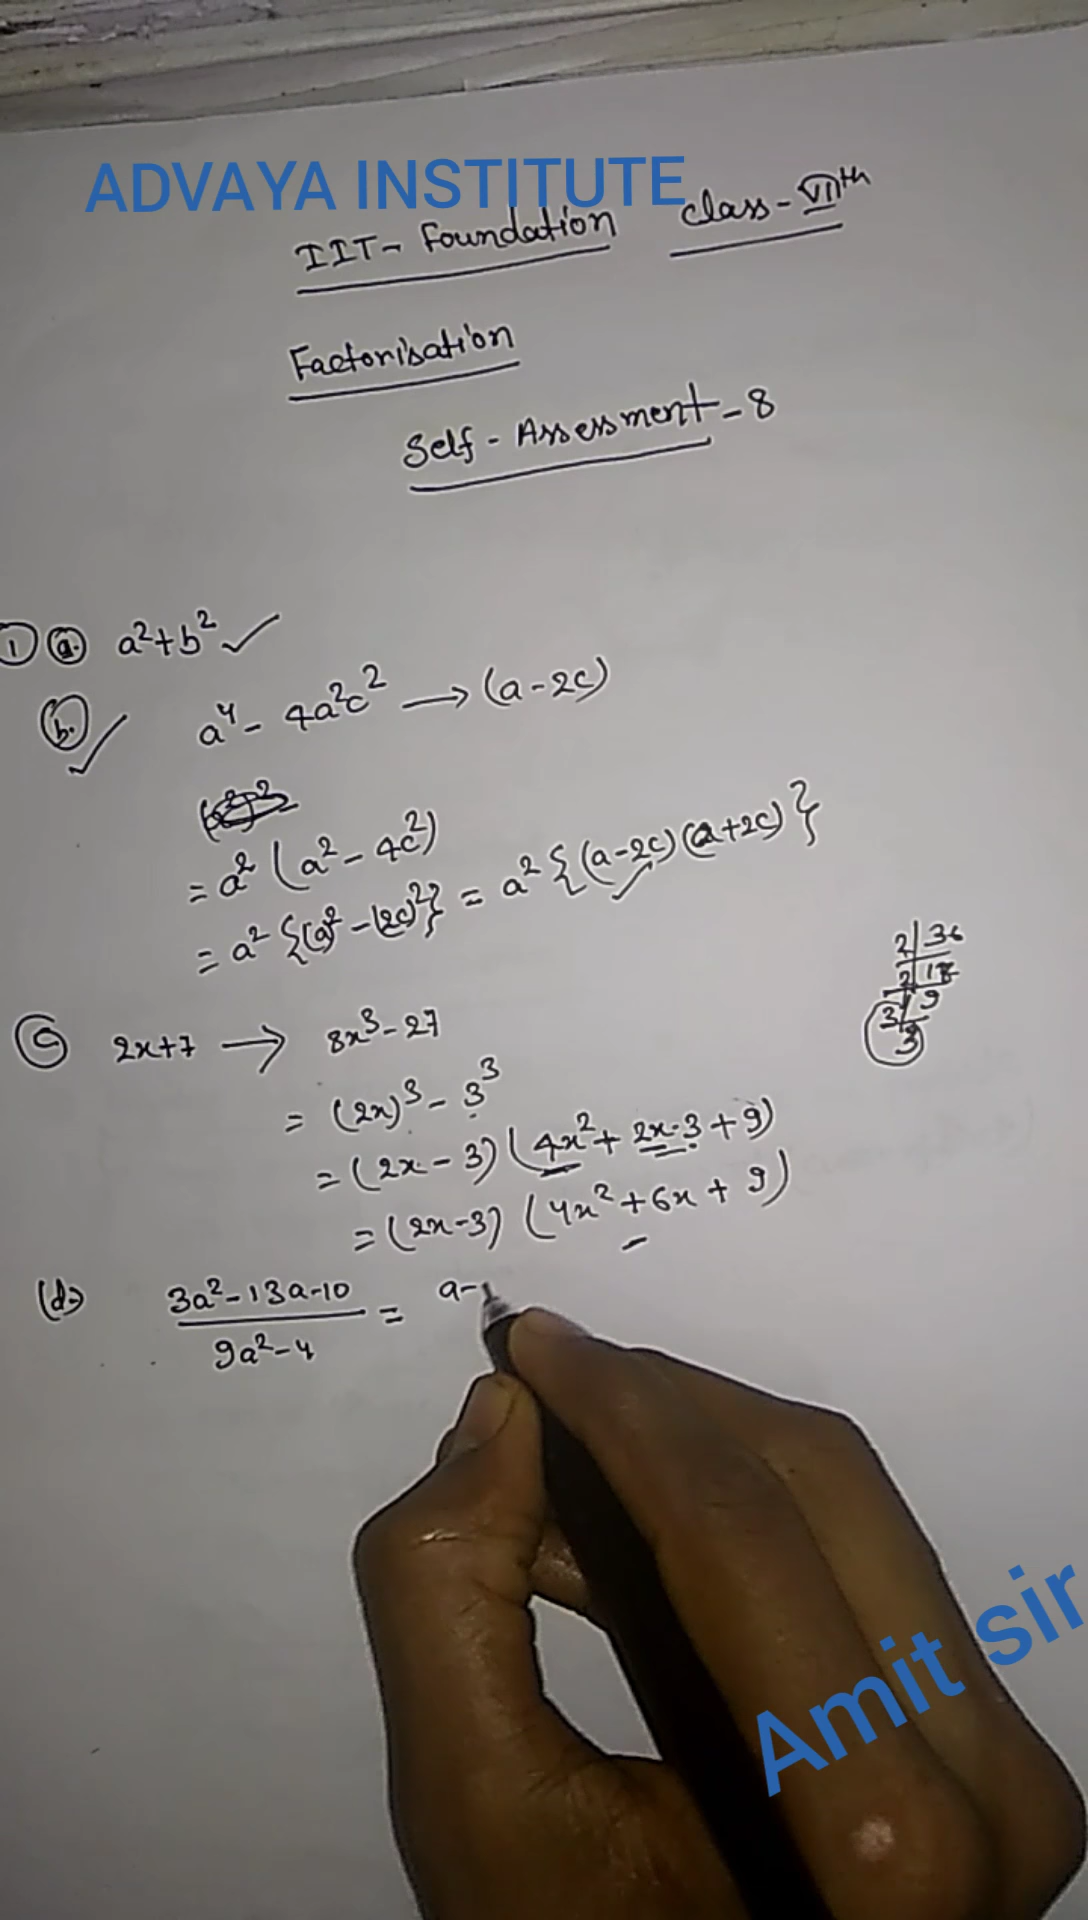 ADVAYA INSTITUTE
IIT- Foundation class-VIIth
Factorisation
Self-Assessment-8
① ⓐ. a²+b² ✓
ⓑ. ✓ a⁴- 4a²c² → (a-2c)
= a² (a²-4c²)
= a² {(a)²-(2c)²} = a² {(a-2c)(a+2c)}
2|36
2|18
3|9
3
ⓒ 2x+7 → 8x³-27
= (2x)³- 3³
= (2x-3)(4x²+2x·3+9)
= (2x-3)(4x²+6x+9)
(d) 3a²-13a-10 / 9a²-4 = a-
Amit sir